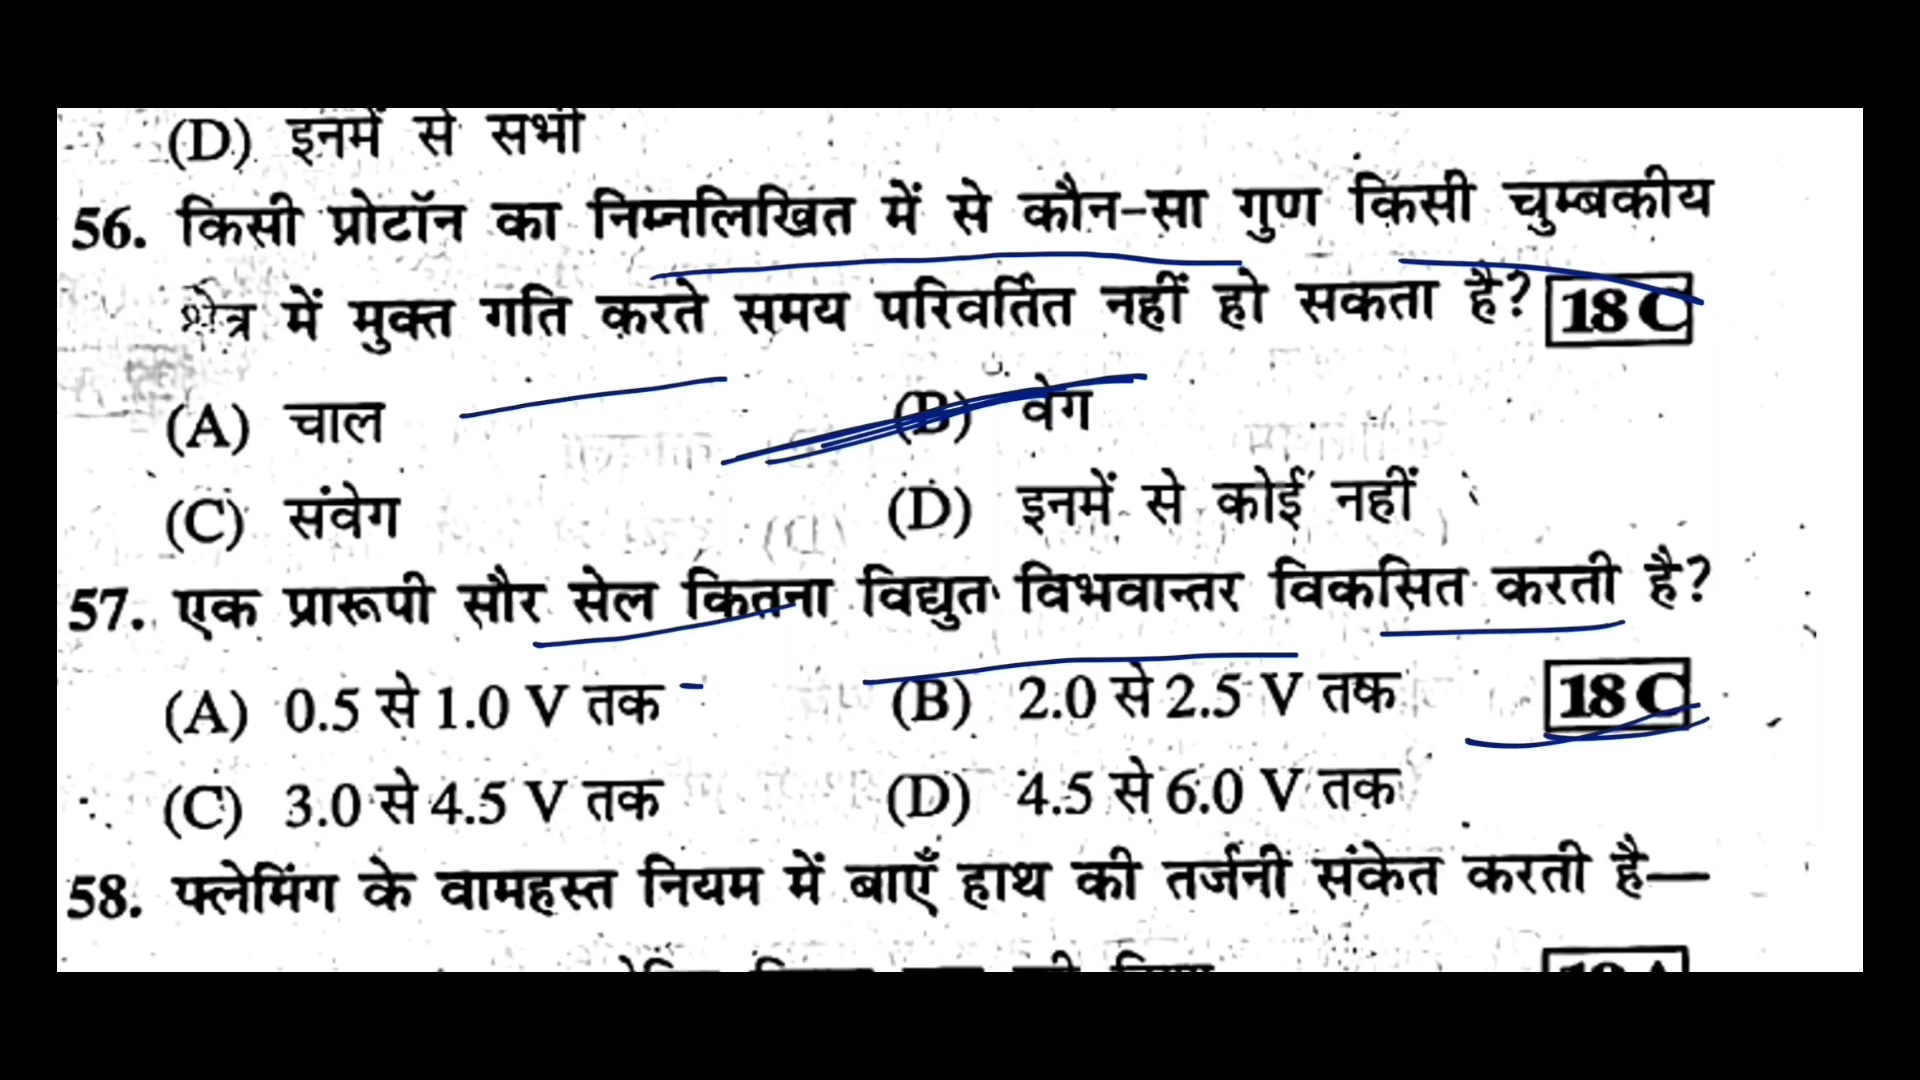 (D) इनमें से सभी
56. किसी प्रोटॉन का निम्नलिखित में से कौन-सा गुण किसी चुम्बकीय
क्षेत्र में मुक्त गति करते समय परिवर्तित नहीं हो सकता है? 18 C
(A) चाल (B) वेग
(C) संवेग (D) इनमें से कोई नहीं
57. एक प्रारूपी सौर सेल कितना विद्युत विभवान्तर विकसित करती है?
(A) 0.5 से 1.0 V तक (B) 2.0 से 2.5 V तक 18 C
(C) 3.0 से 4.5 V तक (D) 4.5 से 6.0 V तक
58. फ्लेमिंग के वामहस्त नियम में बाएँ हाथ की तर्जनी संकेत करती है—